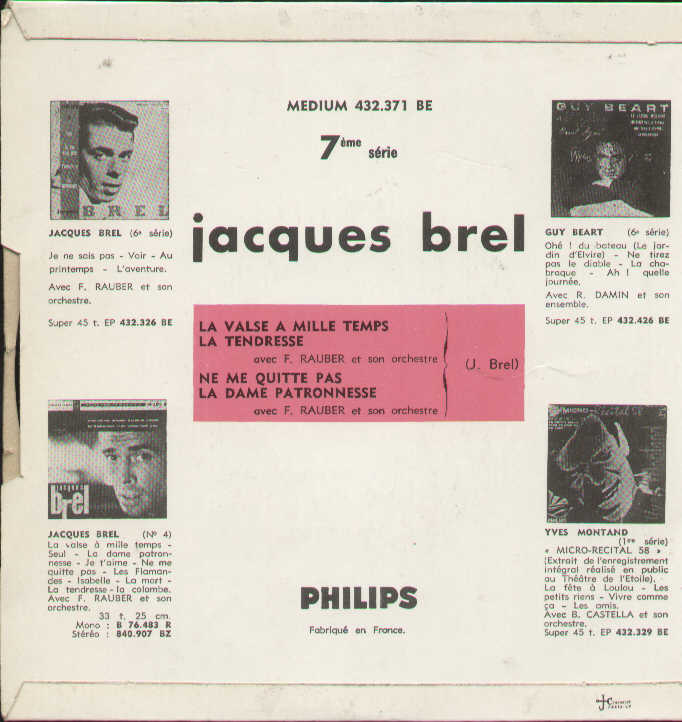 MEDIUM 432.371 BE
7ème série
jacques brel
LA VALSE A MILLE TEMPS
LA TENDRESSE
avec F. RAUBER et son orchestre
NE ME QUITTE PAS
LA DAME PATRONNESSE
avec F. RAUBER et son orchestre
(J. Brel)
PHILIPS
Fabriqué en France.
BREL
JACQUES BREL (6e série)
Je ne sais pas - Voir - Au
printemps - L'aventure.
Avec F. RAUBER et son
orchestre.
Super 45 t. EP 432.326 BE
jacques
brel
JACQUES BREL (No 4)
La valse à mille temps -
Seul - La dame patron-
nesse - Je t'aime - Ne me
quitte pas - Les Flaman-
des - Isabelle - La mort -
La tendresse - la colombe.
Avec F. RAUBER et son
orchestre.
33 t. 25 cm.
Mono : B 76.483 R
Stéréo : 840.907 BZ
GUY BEART
GUY BEART (6e série)
Ohé ! du bateau (Le jar-
din d'Elvire) - Ne tirez
pas le diable - La cha-
braque - Ah ! quelle
journée.
Avec R. DAMIN et son
ensemble.
Super 45 t. EP 432.426 BE
MICRO-Récital 58
YVES MONTAND
(1re série)
« MICRO-RECITAL 58 »
(Extrait de l'enregistrement
intégral réalisé en public
au Théâtre de l'Etoile).
La fête à Loulou - Les
petits riens - Vivre comme
ça - Les amis.
Avec B. CASTELLA et son
orchestre.
Super 45 t. EP 432.329 BE